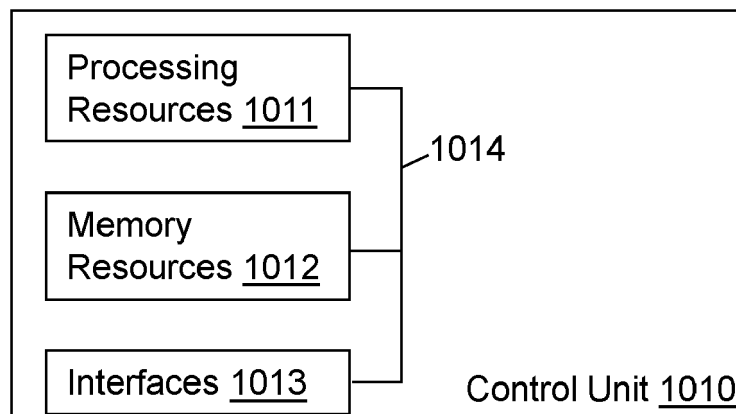 Processing
Resources 1011
1014
Memory
Resources 1012
Interfaces 1013
Control Unit 1010